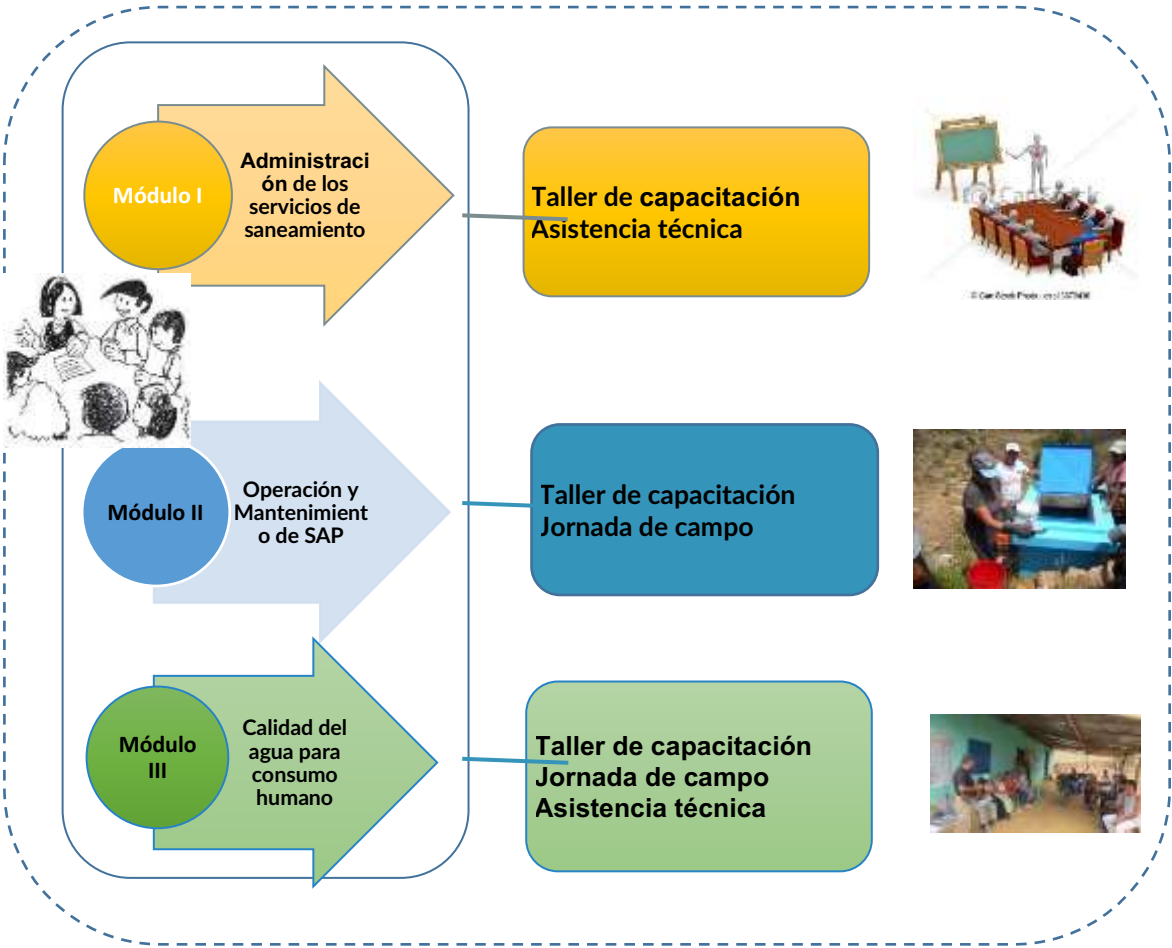 Módulo I
Administraci
ón de los
servicios de
saneamiento
Taller de capacitación
Asistencia técnica
Módulo II
Operación y
Mantenimient
o de SAP
Taller de capacitación
Jornada de campo
Módulo
III
Calidad del
agua para
consumo
humano
Taller de capacitación
Jornada de campo
Asistencia técnica